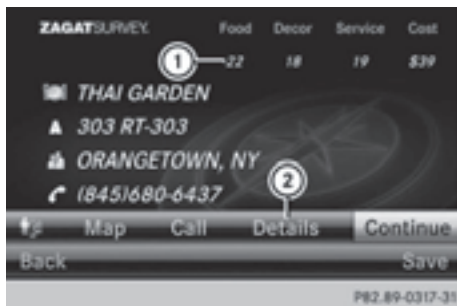 ZAGATSURVEY. Food Decor Service Cost
1 22 18 19 $39
THAI GARDEN
303 RT-303
ORANGETOWN, NY
(845)680-6437
2
Map Call Details Continue
Back Save
P82.89-0317-31